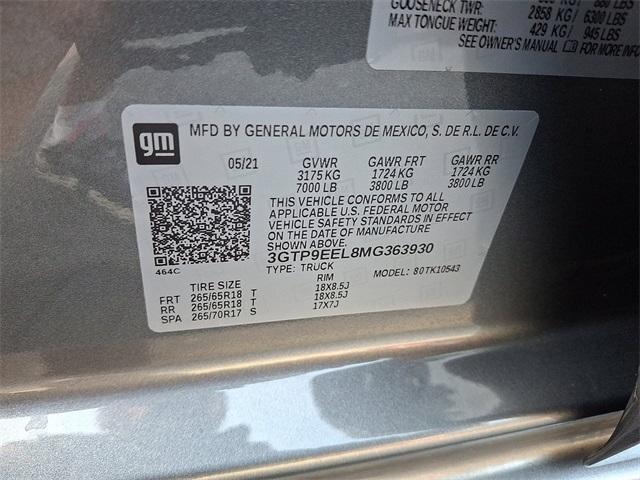 GOOSENECK TWR: 2858 KG/ 6300 LBS
MAX TONGUE WEIGHT: 429 KG/ 945 LBS
SEE OWNER'S MANUAL FOR MORE INFO
gm
MFD BY GENERAL MOTORS DE MEXICO, S. DE R.L. DE C.V.
05/21 GVWR GAWR FRT GAWR RR
3175 KG 1724 KG 1724 KG
7000 LB 3800 LB 3800 LB
THIS VEHICLE CONFORMS TO ALL
APPLICABLE U.S. FEDERAL MOTOR
VEHICLE SAFETY STANDARDS IN EFFECT
ON THE DATE OF MANUFACTURE
SHOWN ABOVE.
3GTP9EEL8MG363930
464C
TYPE: TRUCK MODEL: 80TK10543
TIRE SIZE RIM
FRT 265/65R18 T 18X8.5J
RR 265/65R18 T 18X8.5J
SPA 265/70R17 S 17X7J